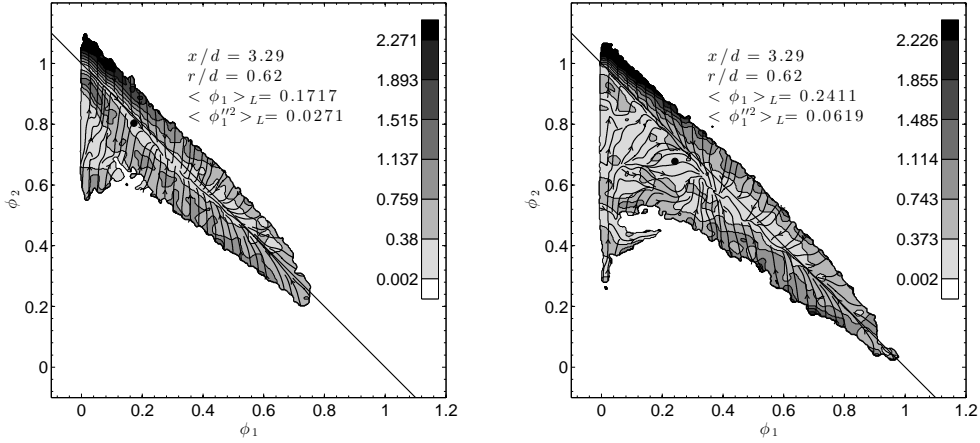 x/d = 3.29
r/d = 0.62
< ϕ₁ >_L= 0.1717
< ϕ₁''² >_L= 0.0271
2.271
1.893
1.515
1.137
0.759
0.38
0.002
1
0.8
0.6
0.4
0.2
0
ϕ₂
0 0.2 0.4 0.6 0.8 1 1.2
ϕ₁
x/d = 3.29
r/d = 0.62
< ϕ₁ >_L= 0.2411
< ϕ₁''² >_L= 0.0619
2.226
1.855
1.485
1.114
0.743
0.373
0.002
1
0.8
0.6
0.4
0.2
0
ϕ₂
0 0.2 0.4 0.6 0.8 1 1.2
ϕ₁